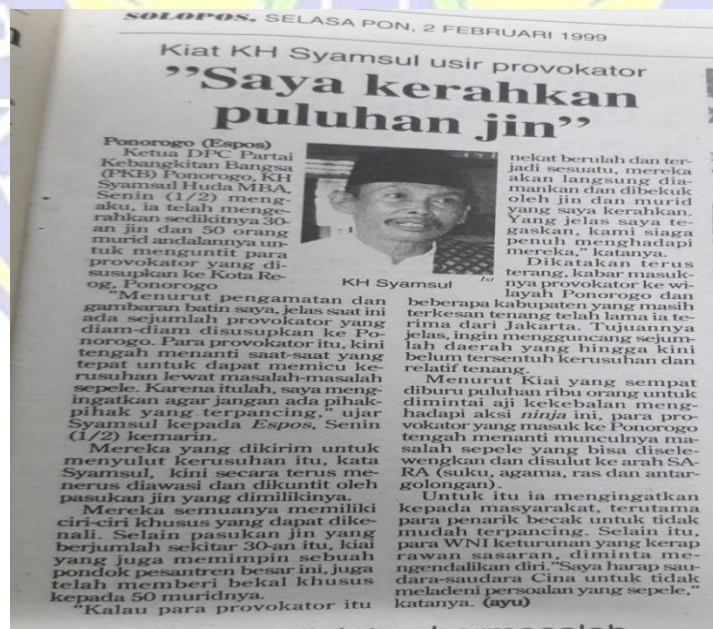 SOLOPOS, SELASA PON, 2 FEBRUARI 1999
Kiat KH Syamsul usir provokator
”Saya kerahkan
puluhan jin”
Ponorogo (Espos)
Ketua DPC Partai
Kebangkitan Bangsa
(PKB) Ponorogo, KH
Syamsul Huda MBA,
Senin (1/2) meng-
aku, ia telah menge-
rahkan sedikitnya 30-
an jin dan 50 orang
murid andalannya un-
tuk menguntit para
provokator yang di-
susupkan ke Kota Re-
og, Ponorogo
"Menurut pengamatan dan
gambaran batin saya, jelas saat ini
ada sejumlah provokator yang
diam-diam disusupkan ke Po-
norogo. Para provokator itu, kini
tengah menanti saat-saat yang
tepat untuk dapat memicu ke-
rusuhan lewat masalah-masalah
sepele. Karena itulah, saya meng-
ingatkan agar jangan ada pihak-
pihak yang terpancing," ujar
Syamsul kepada Espos, Senin
(1/2) kemarin.
Mereka yang dikirim untuk
menyulut kerusuhan itu, kata
Syamsul, kini secara terus me-
nerus diawasi dan dikuntit oleh
pasukan jin yang dimilikinya.
Mereka semuanya memiliki
ciri-ciri khusus yang dapat dike-
nali. Selain pasukan jin yang
berjumlah sekitar 30-an itu, kiai
yang juga memimpin sebuah
pondok pesantren besar ini, juga
telah memberi bekal khusus
kepada 50 muridnya.
"Kalau para provokator itu
Ist
KH Syamsul
nekat berulah dan ter-
jadi sesuatu, mereka
akan langsung dia-
mankan dan dibekuk
oleh jin dan murid
yang saya kerahkan.
Yang jelas saya te-
gaskan, kami siaga
penuh menghadapi
mereka," katanya.
Dikatakan terus
terang, kabar masuk-
nya provokator ke wi-
layah Ponorogo dan
beberapa kabupaten yang masih
terkesan tenang telah lama ia te-
rima dari Jakarta. Tujuannya
jelas, ingin mengguncang sejum-
lah daerah yang hingga kini
belum tersentuh kerusuhan dan
relatif tenang.
Menurut Kiai yang sempat
diburu puluhan ribu orang untuk
dimintai aji kekebalan meng-
hadapi aksi ninja ini, para pro-
vokator yang masuk ke Ponorogo
tengah menanti munculnya ma-
salah sepele yang bisa disele-
wengkan dan disulut ke arah SA-
RA (suku, agama, ras dan antar-
golongan).
Untuk itu ia mengingatkan
kepada masyarakat, terutama
para penarik becak untuk tidak
mudah terpancing. Selain itu,
para WNI keturunan yang kerap
rawan sasaran, diminta me-
ngendalikan diri."Saya harap sau-
dara-saudara Cina untuk tidak
meladeni persoalan yang sepele,"
katanya. (ayu)